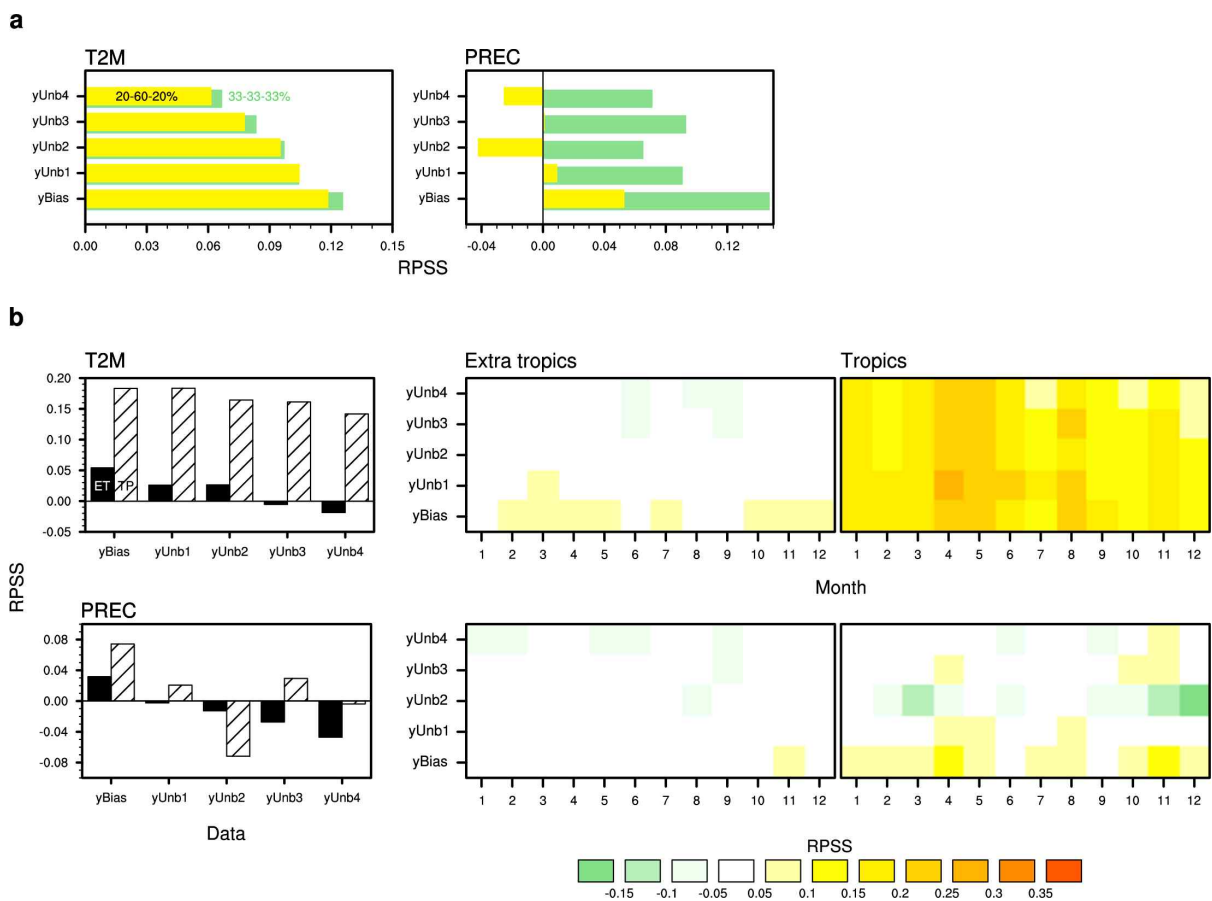 a
T2M
PREC
yUnb4
20-60-20%
33-33-33%
yUnb4
yUnb3
yUnb3
yUnb2
yUnb2
yUnb1
yUnb1
yBias
yBias
0.00 0.03 0.06 0.09 0.12 0.15
-0.04 0.00 0.04 0.08 0.12
RPSS
b
T2M
Extra tropics
Tropics
0.20
0.15
0.10
0.05
0.00
-0.05
ET TP
yBias yUnb1 yUnb2 yUnb3 yUnb4
yUnb4
yUnb3
yUnb2
yUnb1
yBias
1 2 3 4 5 6 7 8 9 10 11 12
1 2 3 4 5 6 7 8 9 10 11 12
Month
RPSS
PREC
0.08
0.04
0.00
-0.04
-0.08
yBias yUnb1 yUnb2 yUnb3 yUnb4
Data
yUnb4
yUnb3
yUnb2
yUnb1
yBias
1 2 3 4 5 6 7 8 9 10 11 12
1 2 3 4 5 6 7 8 9 10 11 12
RPSS
-0.15 -0.1 -0.05 0.05 0.1 0.15 0.2 0.25 0.3 0.35